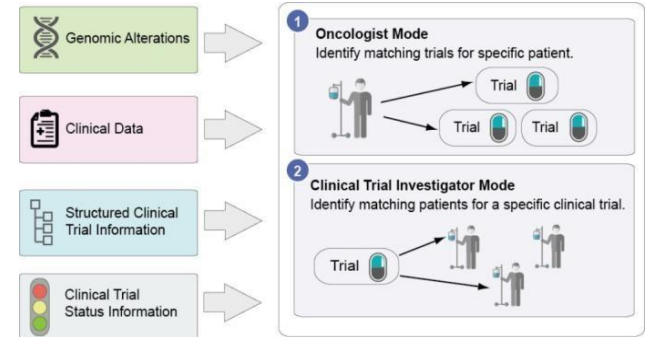 Genomic Alterations
Clinical Data
Structured Clinical
Trial Information
Clinical Trial
Status Information
1
Oncologist Mode
Identify matching trials for specific patient.
Trial
Trial
Trial
2
Clinical Trial Investigator Mode
Identify matching patients for a specific clinical trial.
Trial